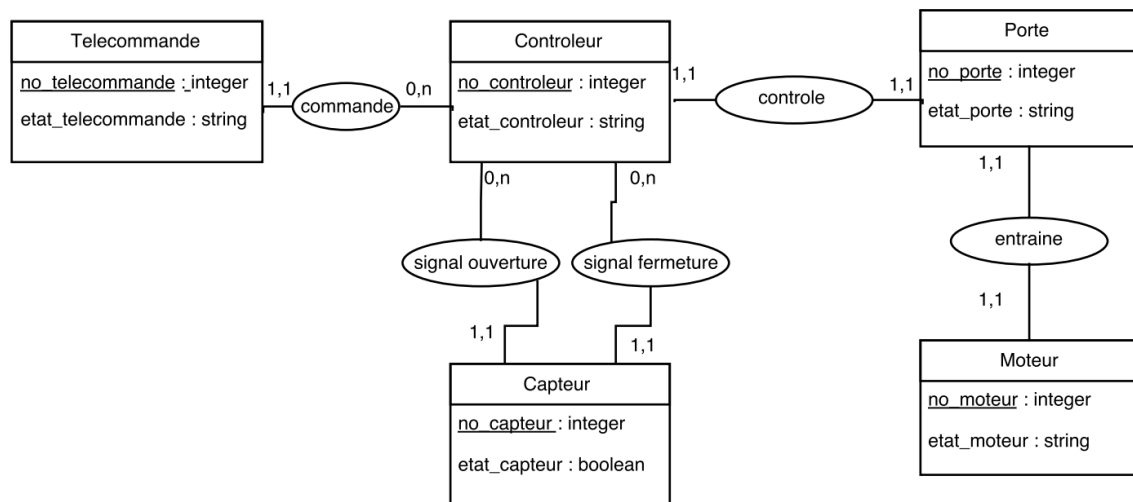 Telecommande
no_telecommande : integer
etat_telecommande : string
1,1
commande
0,n
Controleur
no_controleur : integer
etat_controleur : string
1,1
controle
1,1
Porte
no_porte : integer
etat_porte : string
0,n
0,n
1,1
signal ouverture
signal fermeture
entraine
1,1
1,1
1,1
Capteur
no_capteur : integer
etat_capteur : boolean
Moteur
no_moteur : integer
etat_moteur : string